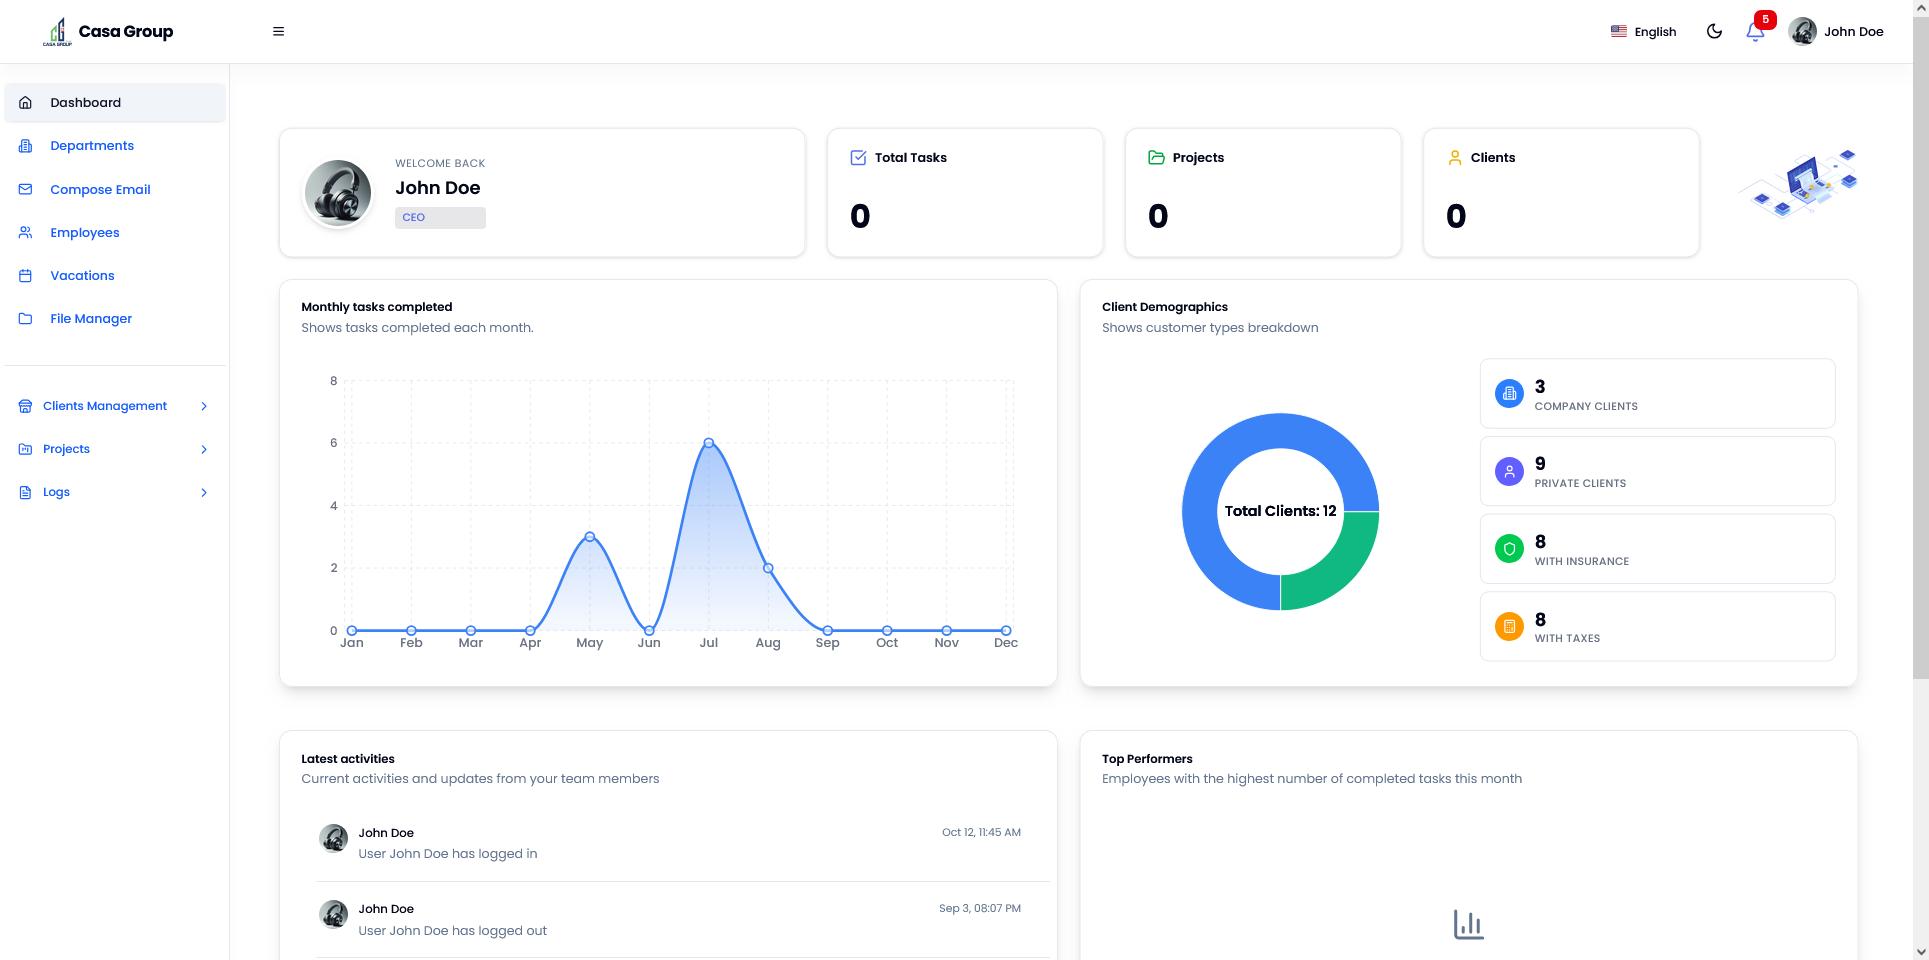 CASA GROUP
Casa Group
English
5
John Doe
Dashboard
Departments
Compose Email
Employees
Vacations
File Manager
Clients Management
Projects
Logs
WELCOME BACK
John Doe
CEO
Total Tasks
0
Projects
0
Clients
0
Monthly tasks completed
Shows tasks completed each month.
8
6
4
2
0
Jan Feb Mar Apr May Jun Jul Aug Sep Oct Nov Dec
Client Demographics
Shows customer types breakdown
Total Clients: 12
3
COMPANY CLIENTS
9
PRIVATE CLIENTS
8
WITH INSURANCE
8
WITH TAXES
Latest activities
Current activities and updates from your team members
John Doe
Oct 12, 11:45 AM
User John Doe has logged in
John Doe
Sep 3, 08:07 PM
User John Doe has logged out
Top Performers
Employees with the highest number of completed tasks this month